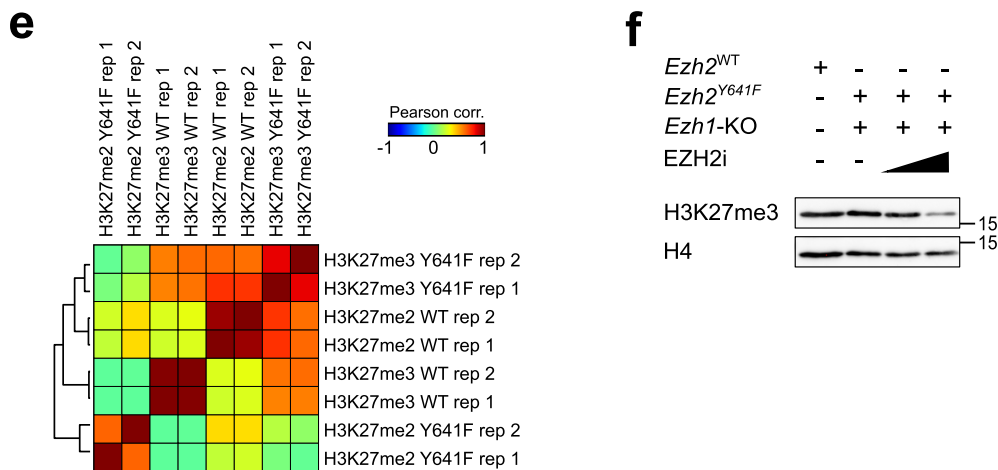 e
H3K27me2 Y641F rep 1
H3K27me2 Y641F rep 2
H3K27me3 WT rep 1
H3K27me3 WT rep 2
H3K27me2 WT rep 1
H3K27me2 WT rep 2
H3K27me3 Y641F rep 1
H3K27me3 Y641F rep 2
Pearson corr.
-1 0 1
H3K27me3 Y641F rep 2
H3K27me3 Y641F rep 1
H3K27me2 WT rep 2
H3K27me2 WT rep 1
H3K27me3 WT rep 2
H3K27me3 WT rep 1
H3K27me2 Y641F rep 2
H3K27me2 Y641F rep 1
f
Ezh2WT + - - -
Ezh2Y641F - + + +
Ezh1-KO - + + +
EZH2i - -
H3K27me3 15
H4 15